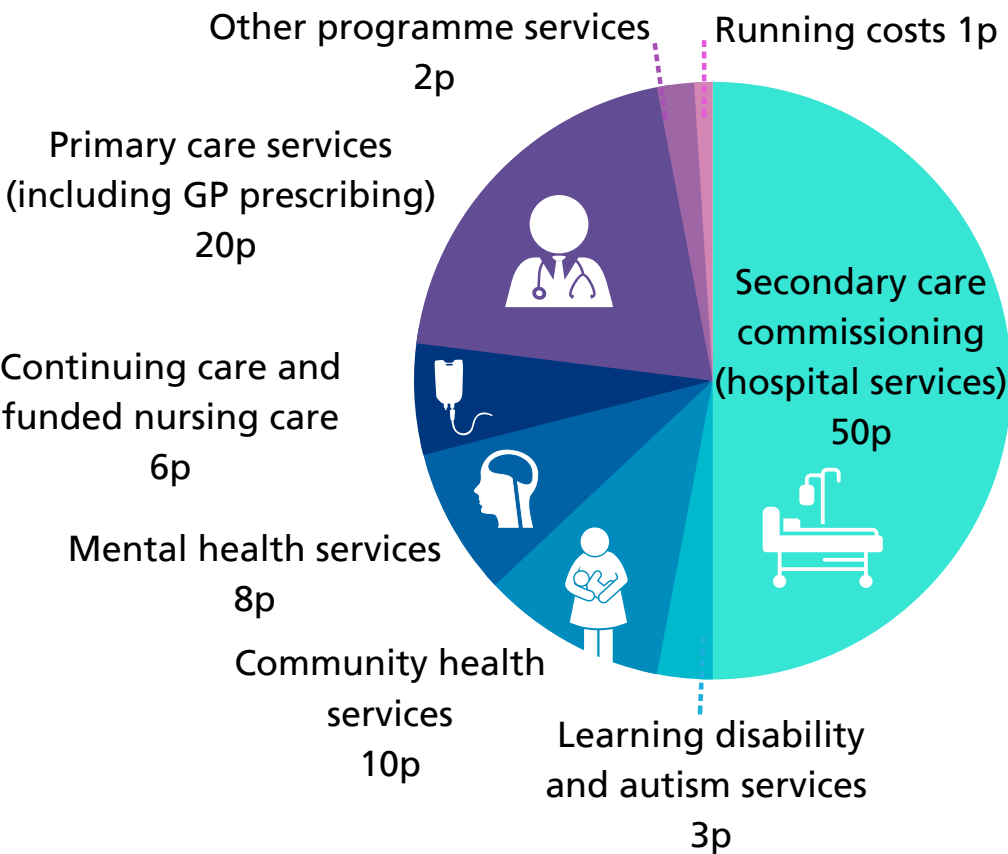 Other programme services
2p
Running costs 1p
Primary care services
(including GP prescribing)
20p
Secondary care
commissioning
(hospital services)
50p
Continuing care and
funded nursing care
6p
Mental health services
8p
Community health
services
10p
Learning disability
and autism services
3p